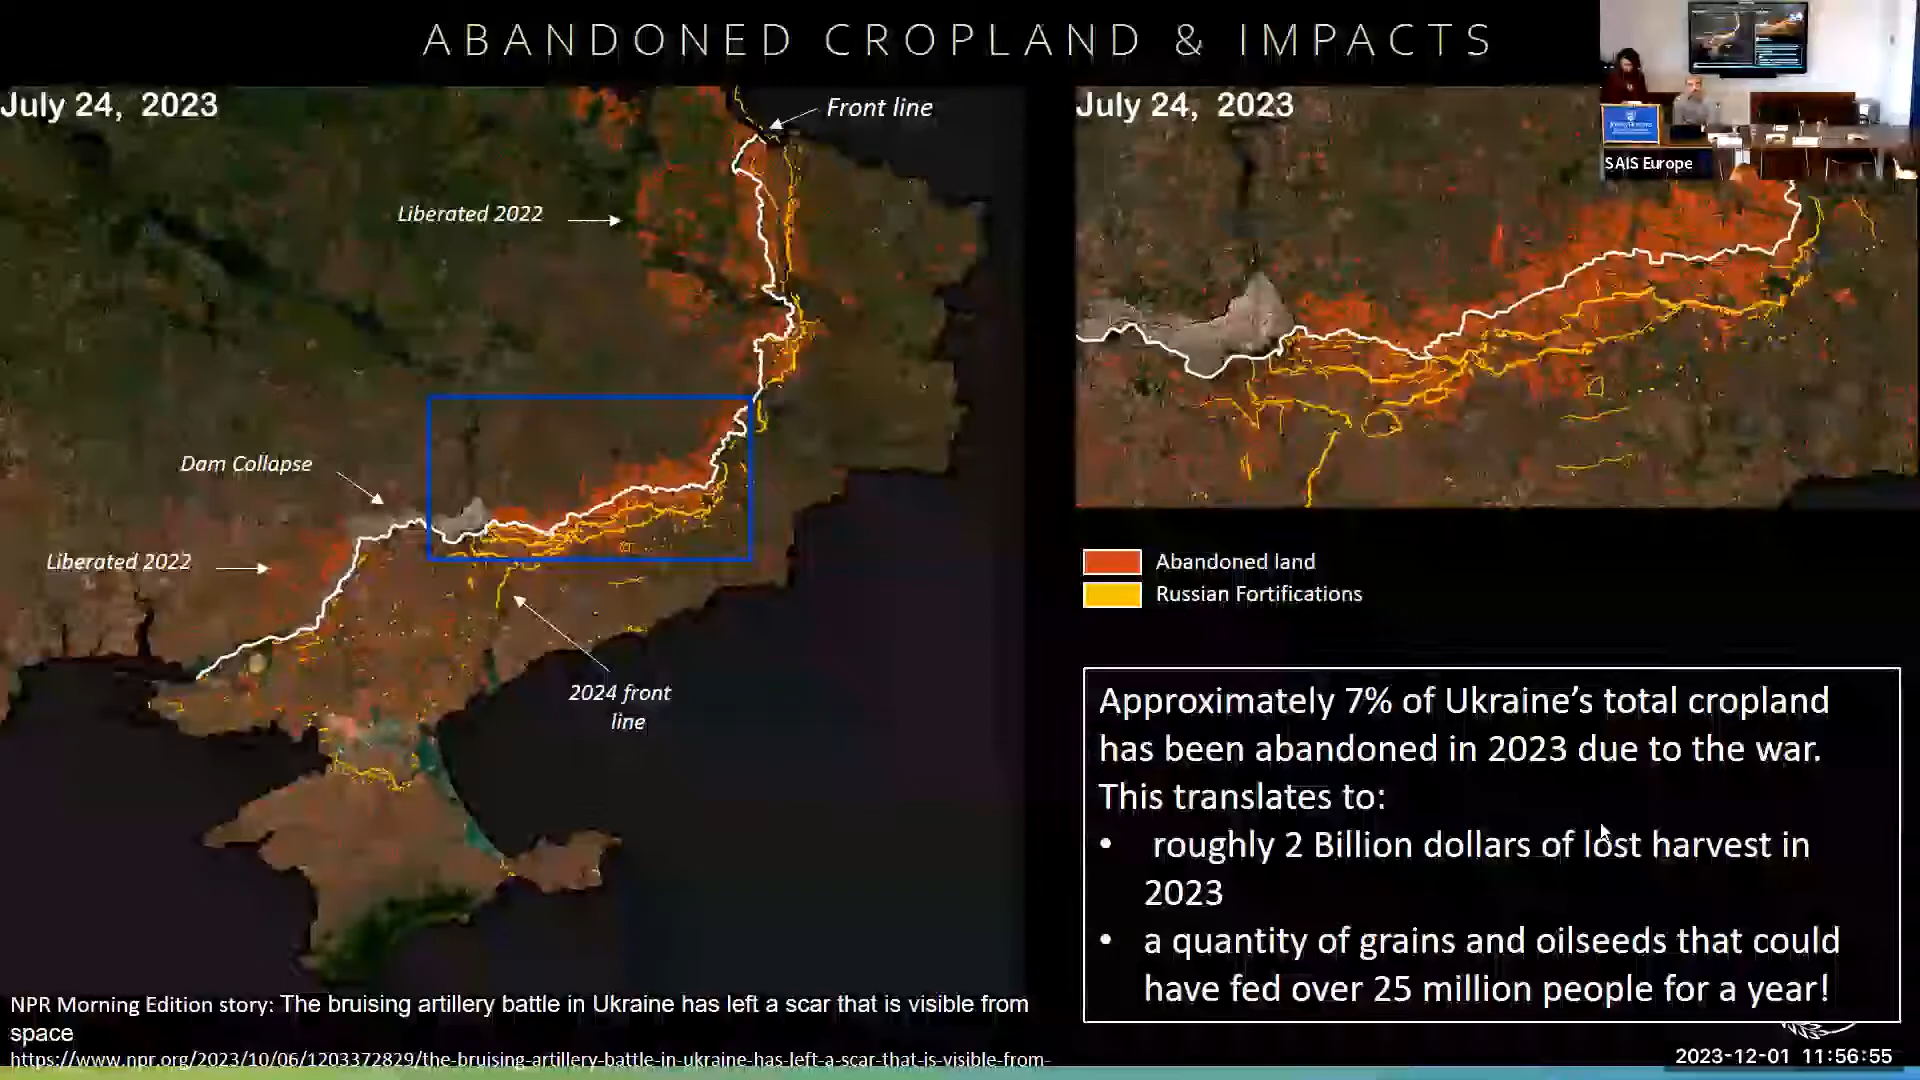 ABANDONED CROPLAND & IMPACTS
July 24, 2023
Front line
Liberated 2022
Dam Collapse
Liberated 2022
2024 front
line
July 24, 2023
SAIS Europe
Abandoned land
Russian Fortifications
Approximately 7% of Ukraine's total cropland
has been abandoned in 2023 due to the war.
This translates to:
• roughly 2 Billion dollars of lost harvest in
2023
• a quantity of grains and oilseeds that could
have fed over 25 million people for a year!
NPR Morning Edition story: The bruising artillery battle in Ukraine has left a scar that is visible from
space
https://www.npr.org/2023/10/06/1203372829/the-bruising-artillery-battle-in-ukraine-has-left-a-scar-that-is-visible-from-
2023-12-01 11:56:55